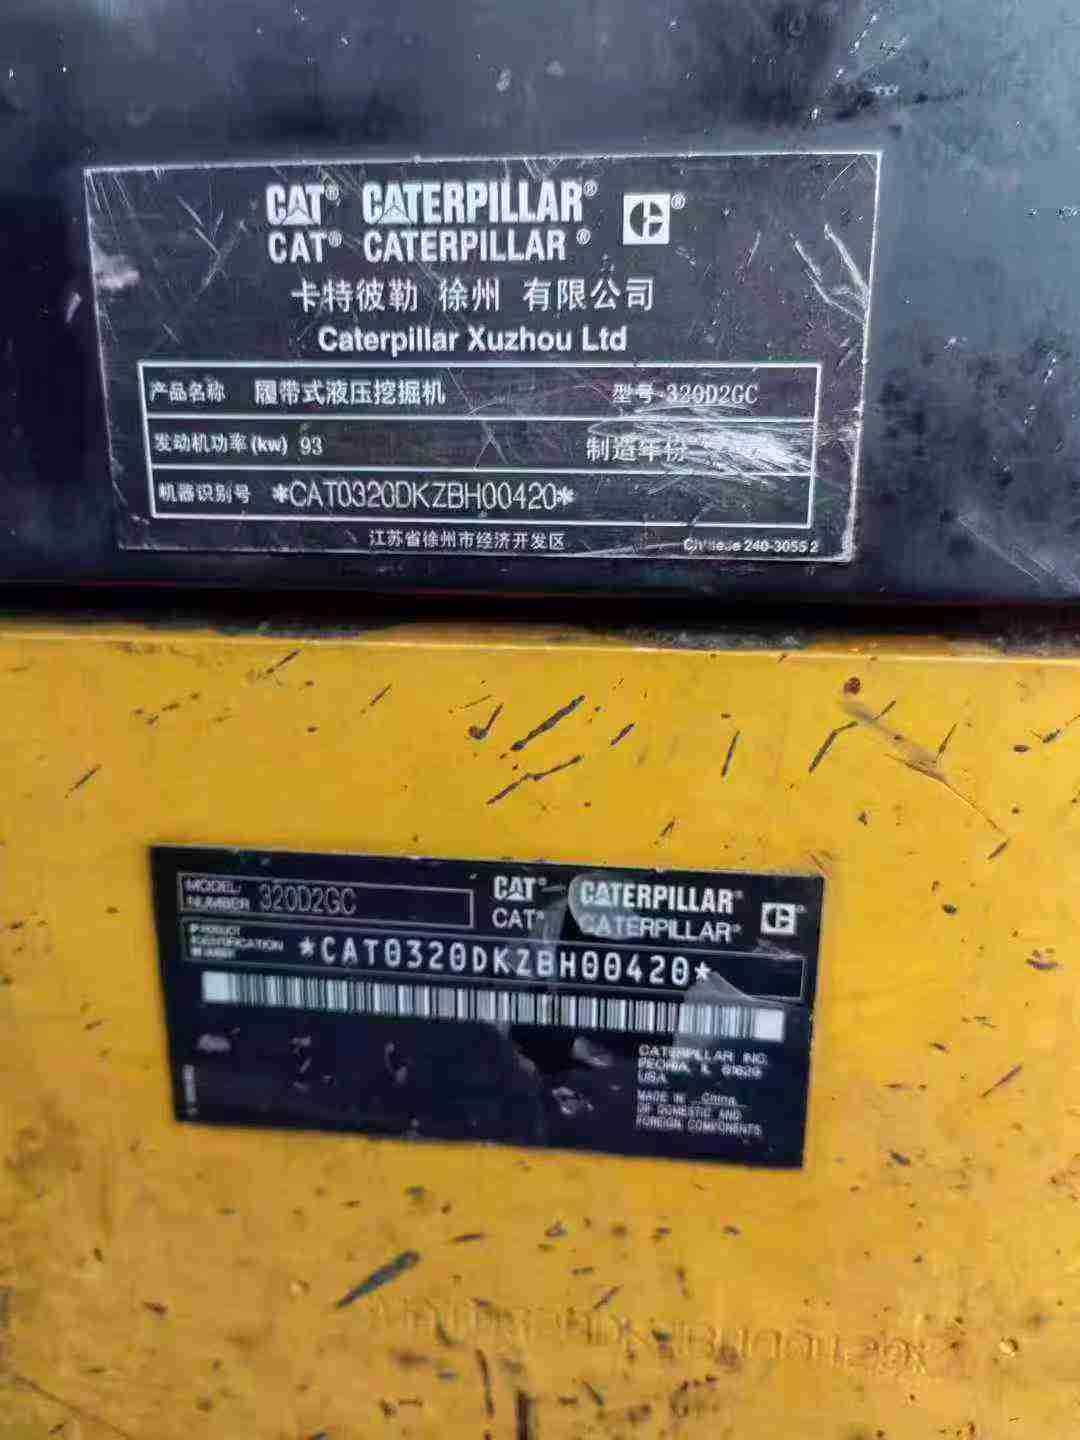 CAT® CATERPILLAR®
CAT® CATERPILLAR®
卡特彼勒 徐州 有限公司
Caterpillar Xuzhou Ltd
产品名称 履带式液压挖掘机 型号 320D2GC
发动机功率(kw) 93 制造年份
机器识别号 *CAT0320DKZBH00420*
江苏省徐州市经济开发区 Chinese 240-3055 2
MODEL/NUMBER 320D2GC
CAT® CATERPILLAR®
CAT® CATERPILLAR®
PRODUCT IDENTIFICATION NUMBER *CAT0320DKZBH00420*
CATERPILLAR INC.
PEORIA, IL 61629
USA
MADE IN China
OF DOMESTIC AND
FOREIGN COMPONENTS